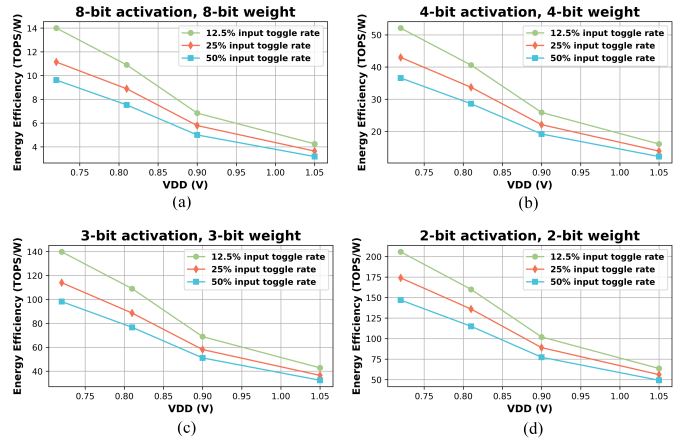 8-bit activation, 8-bit weight
Energy Efficiency (TOPS/W)
14
12
10
8
6
4
12.5% input toggle rate
25% input toggle rate
50% input toggle rate
0.75
0.80
0.85
0.90
0.95
1.00
1.05
VDD (V)
(a)
4-bit activation, 4-bit weight
Energy Efficiency (TOPS/W)
50
40
30
20
12.5% input toggle rate
25% input toggle rate
50% input toggle rate
0.75
0.80
0.85
0.90
0.95
1.00
1.05
VDD (V)
(b)
3-bit activation, 3-bit weight
Energy Efficiency (TOPS/W)
140
120
100
80
60
40
12.5% input toggle rate
25% input toggle rate
50% input toggle rate
0.75
0.80
0.85
0.90
0.95
1.00
1.05
VDD (V)
(c)
2-bit activation, 2-bit weight
Energy Efficiency (TOPS/W)
200
175
150
125
100
75
50
12.5% input toggle rate
25% input toggle rate
50% input toggle rate
0.75
0.80
0.85
0.90
0.95
1.00
1.05
VDD (V)
(d)